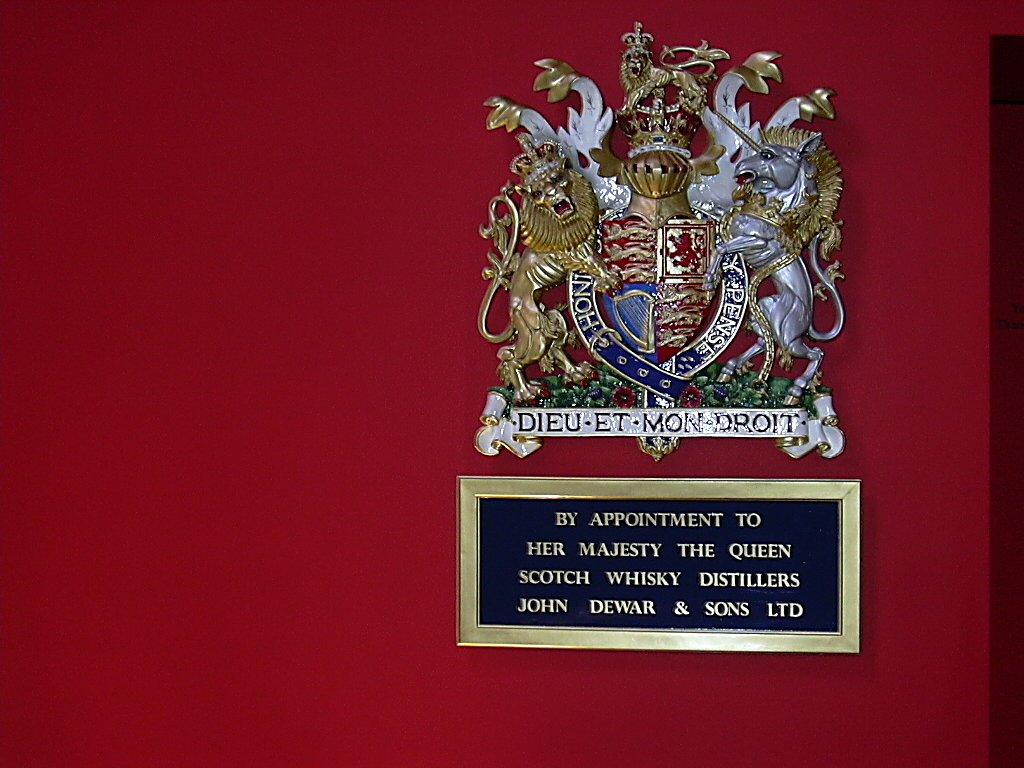 HON Y PENSE
DIEU·ET·MON·DROIT
BY APPOINTMENT TO
HER MAJESTY THE QUEEN
SCOTCH WHISKY DISTILLERS
JOHN DEWAR & SONS LTD